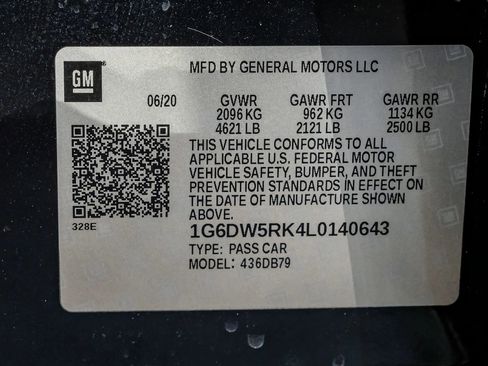 GM
MFD BY GENERAL MOTORS LLC
06/20 GVWR GAWR FRT GAWR RR
2096 KG 962 KG 1134 KG
4621 LB 2121 LB 2500 LB
THIS VEHICLE CONFORMS TO ALL
APPLICABLE U.S. FEDERAL MOTOR
VEHICLE SAFETY, BUMPER, AND THEFT
PREVENTION STANDARDS IN EFFECT ON
THE DATE OF MANUFACTURE SHOWN
ABOVE.
328E
1G6DW5RK4L0140643
TYPE: PASS CAR
MODEL: 436DB79